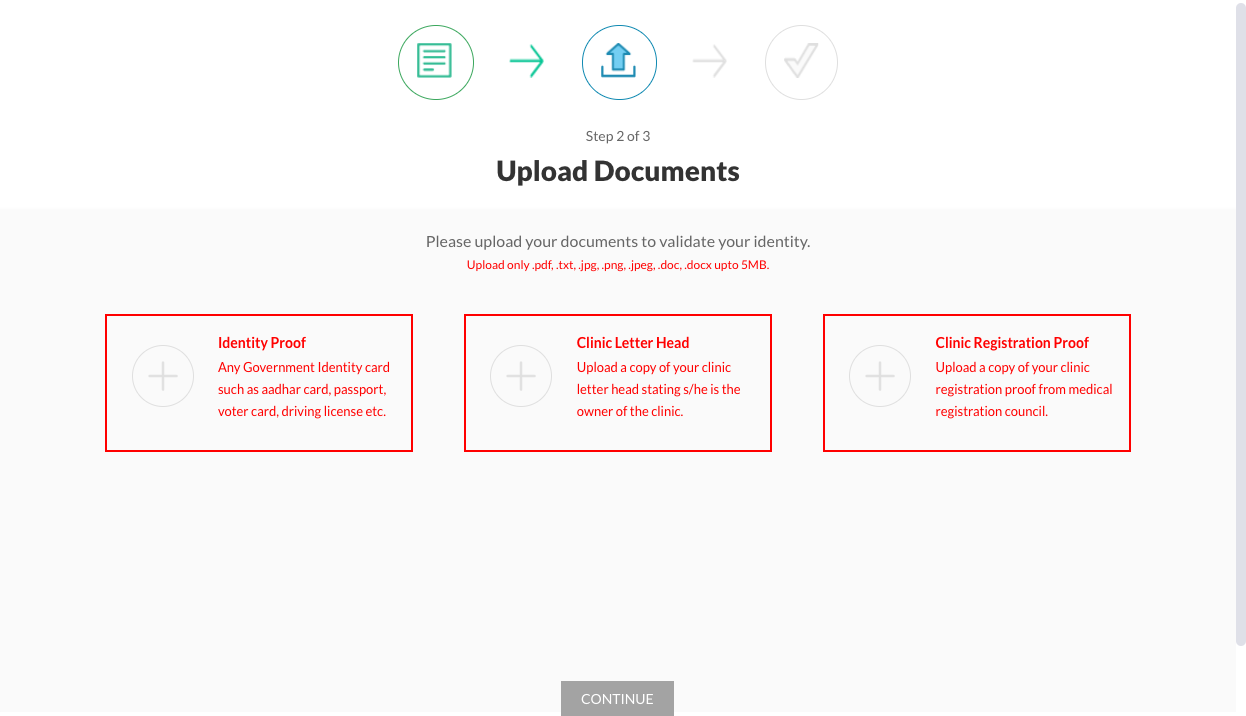 Step 2 of 3
Upload Documents
Please upload your documents to validate your identity.
Upload only .pdf, .txt, .jpg, .png, .jpeg, .doc, .docx upto 5MB.
Identity Proof
Any Government Identity card
such as aadhar card, passport,
voter card, driving license etc.
Clinic Letter Head
Upload a copy of your clinic
letter head stating s/he is the
owner of the clinic.
Clinic Registration Proof
Upload a copy of your clinic
registration proof from medical
registration council.
CONTINUE